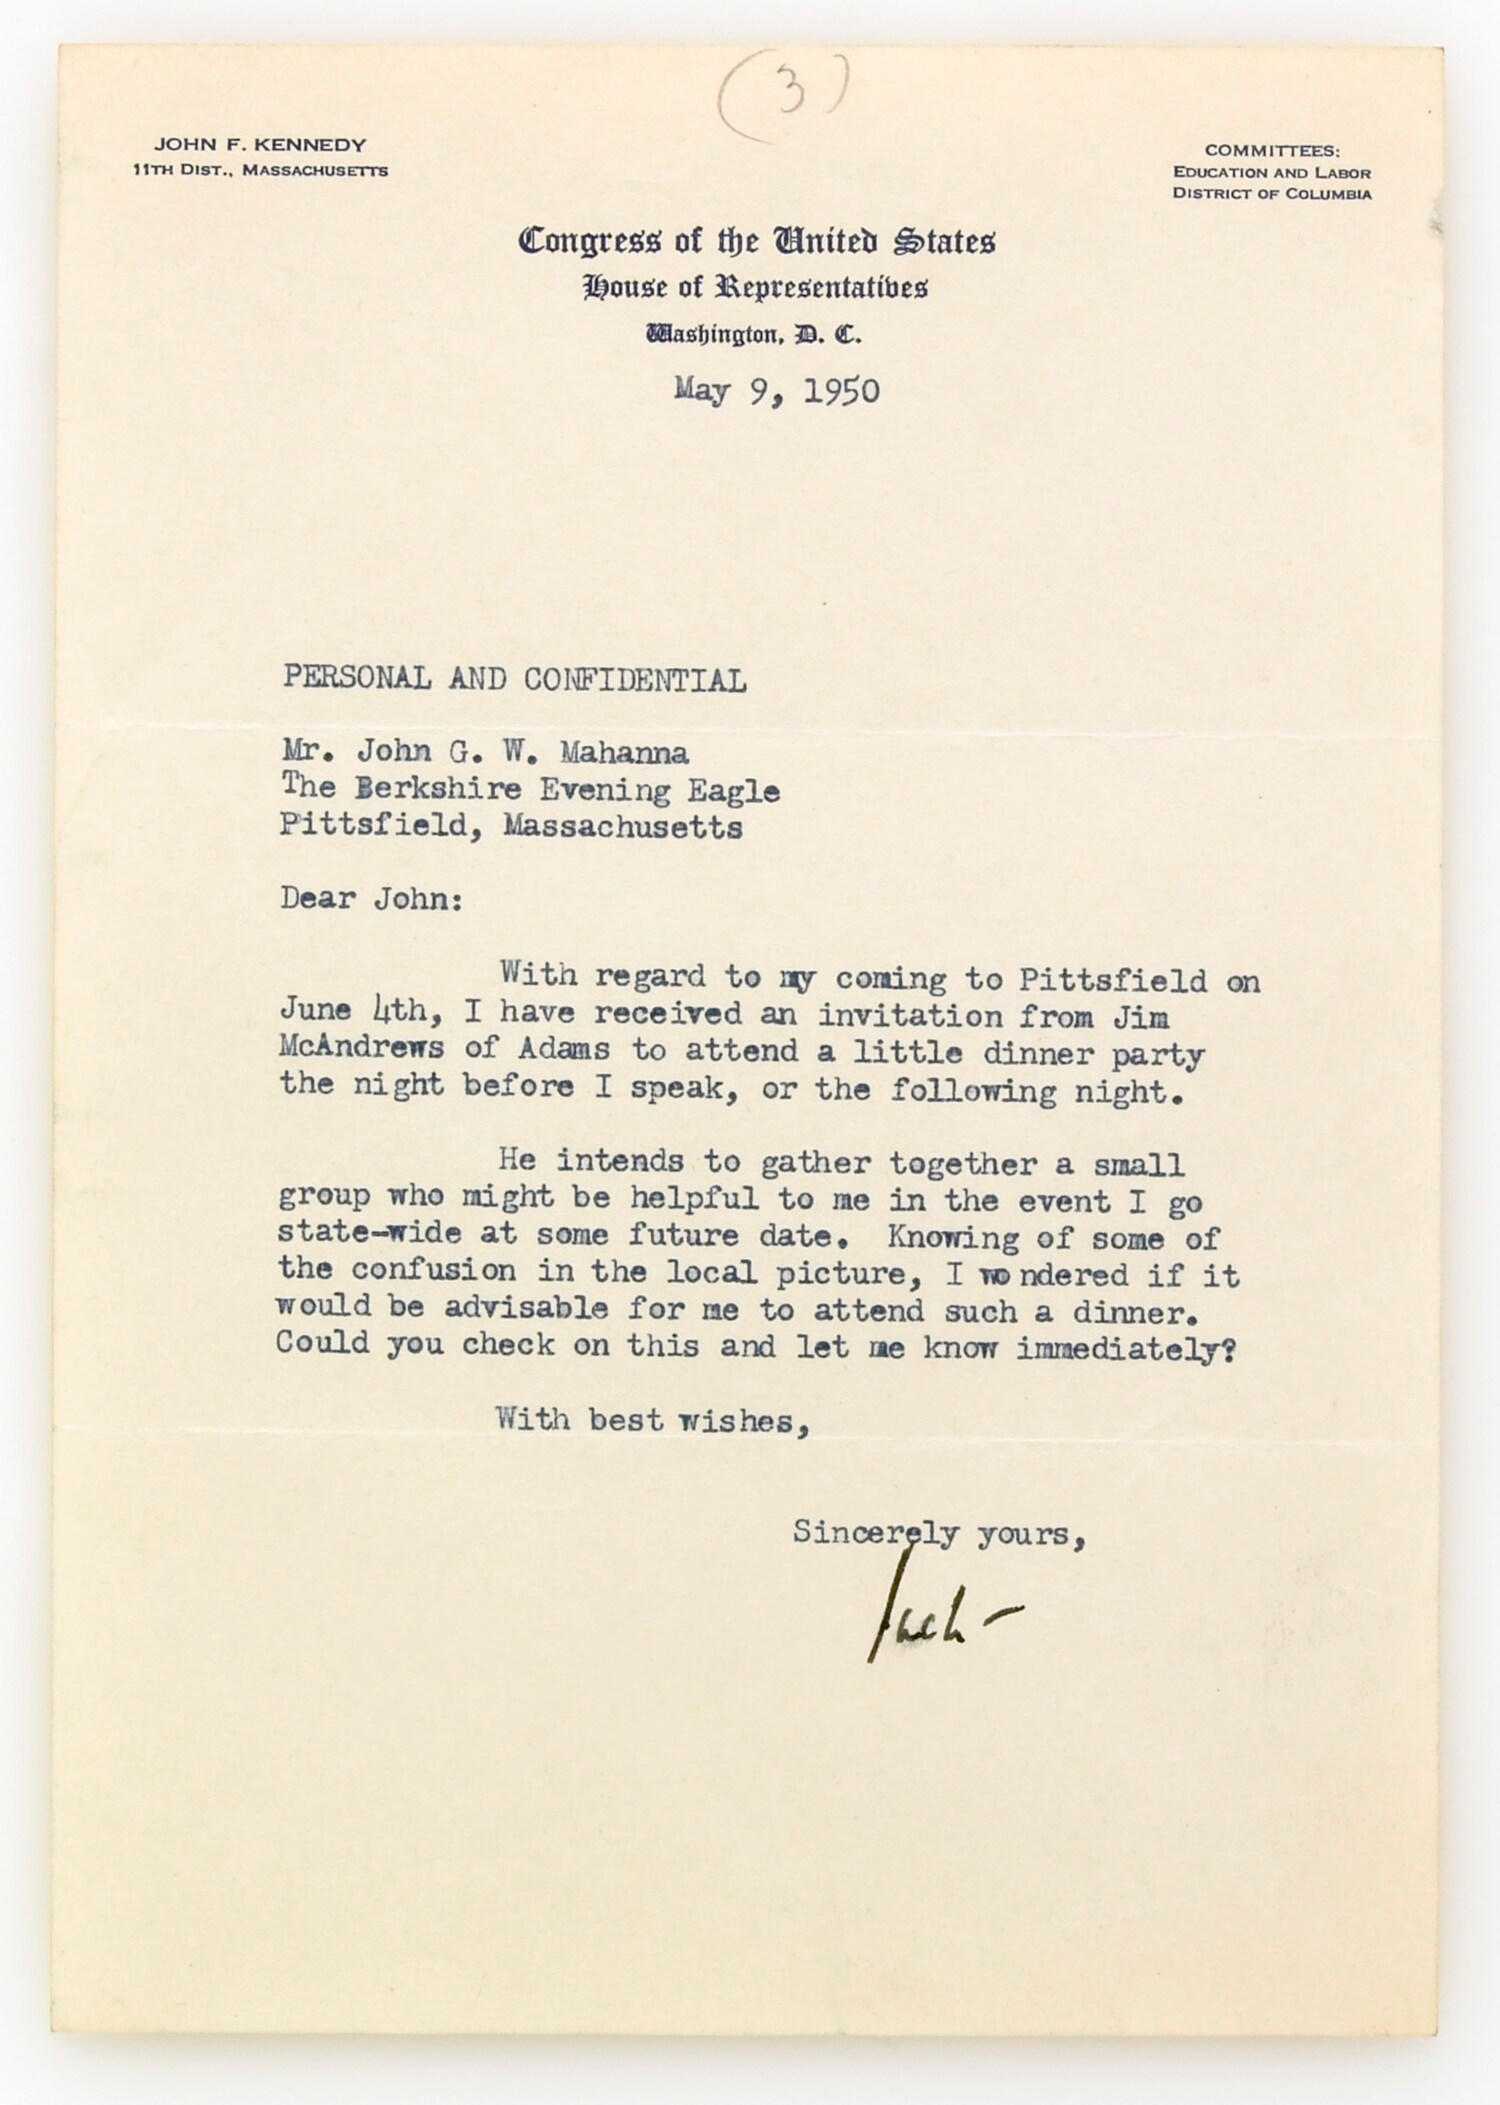 (3)
JOHN F. KENNEDY
11TH DIST., MASSACHUSETTS
COMMITTEES:
EDUCATION AND LABOR
DISTRICT OF COLUMBIA
Congress of the United States
House of Representatives
Washington, D. C.
May 9, 1950
PERSONAL AND CONFIDENTIAL
Mr. John G. W. Mahanna
The Berkshire Evening Eagle
Pittsfield, Massachusetts
Dear John:
With regard to my coming to Pittsfield on
June 4th, I have received an invitation from Jim
McAndrews of Adams to attend a little dinner party
the night before I speak, or the following night.
He intends to gather together a small
group who might be helpful to me in the event I go
state-wide at some future date. Knowing of some of
the confusion in the local picture, I wondered if it
would be advisable for me to attend such a dinner.
Could you check on this and let me know immediately?
With best wishes,
Sincerely yours,
Jack-